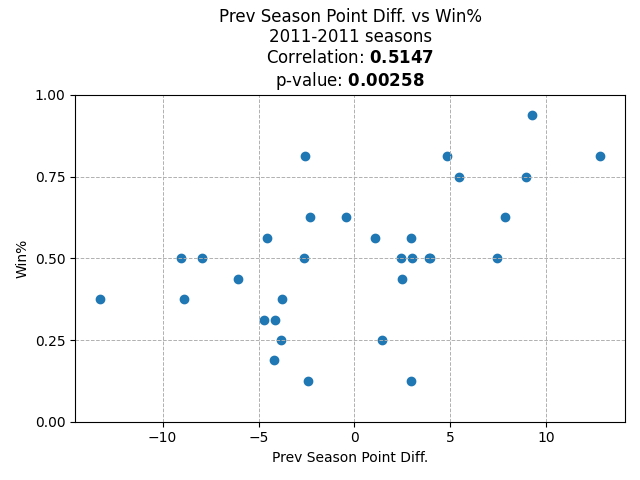 Prev Season Point Diff. vs Win%
2011-2011 seasons
Correlation: 0.5147
p-value: 0.00258
1.00
0.75
0.50
0.25
0.00
Win%
−10
−5
0
5
10
Prev Season Point Diff.